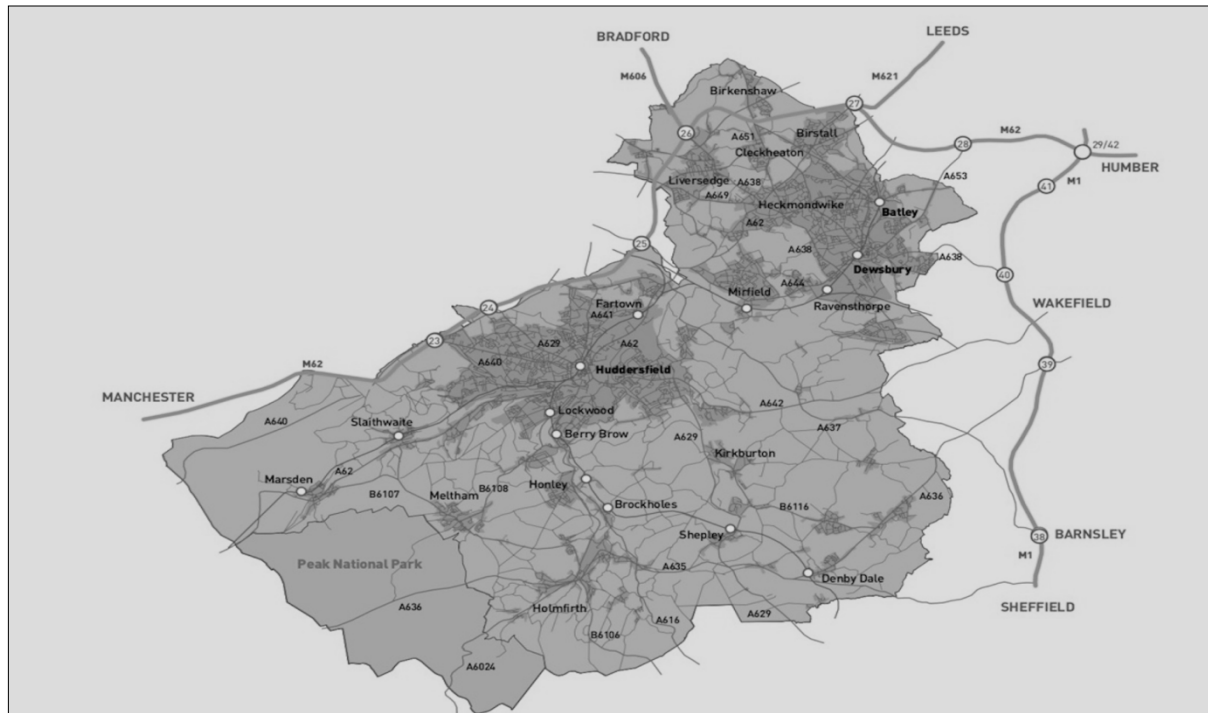 LEEDS
BRADFORD
M606
M621
Birkenshaw
27
26
A651
Birstall
M62
28
29/42
Cleckheaton
HUMBER
A653
M1
41
Liversedge
A638
A649
Heckmondwike
Batley
A62
25
A638
Dewsbury
A638
40
A644
Mirfield
Ravensthorpe
WAKEFIELD
Fartown
A641
24
23
A629
A62
A640
Huddersfield
39
M62
MANCHESTER
A642
Lockwood
A640
Slaithwaite
A637
Berry Brow
A629
Kirkburton
A62
Marsden
B6107
Meltham
B6108
Honley
A636
Brockholes
B6116
Shepley
38
BARNSLEY
M1
Peak National Park
A635
Denby Dale
A636
Holmfirth
SHEFFIELD
A616
A629
B6106
A6024